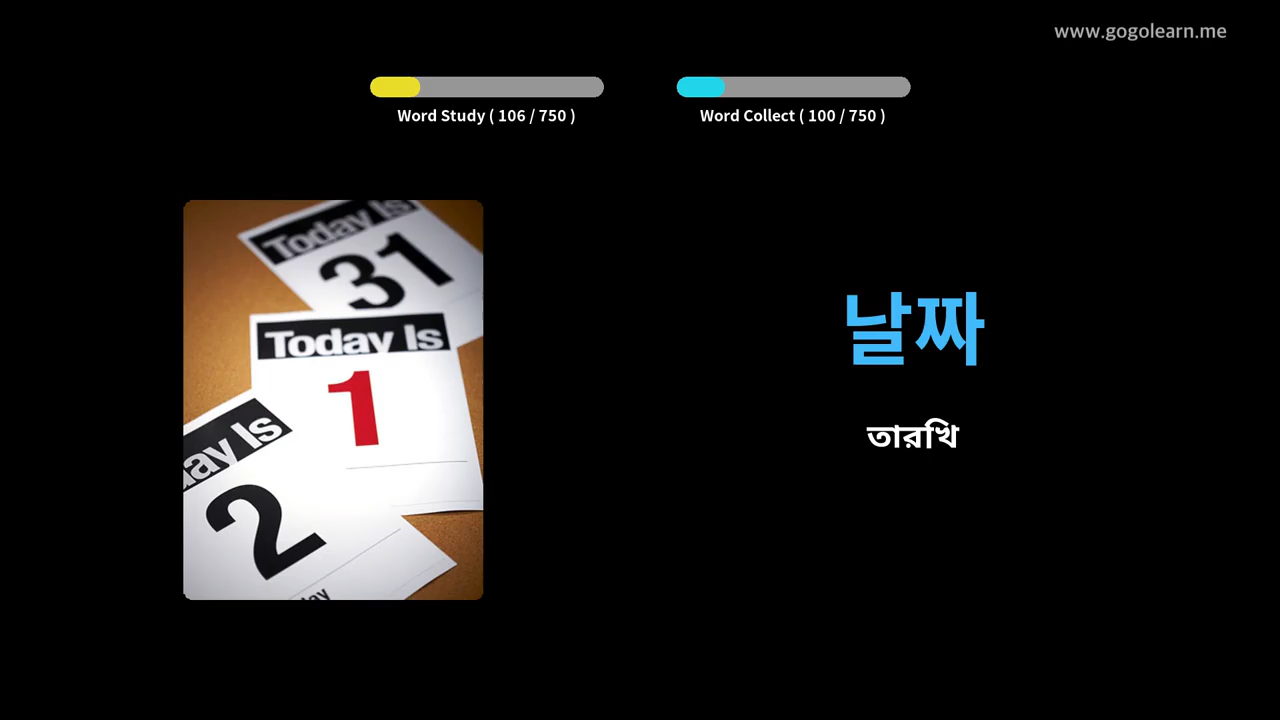 www.gogolearn.me
Word Study ( 106 / 750 )
Word Collect ( 100 / 750 )
Today Is
31
Today Is
1
ay Is
2
날짜
তারখি